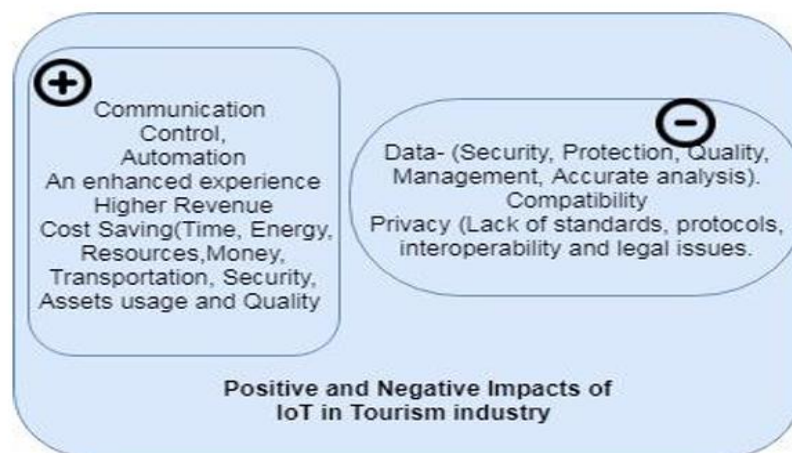 Communication
Control,
Automation
An enhanced experience
Higher Revenue
Cost Saving(Time, Energy,
Resources,Money,
Transportation, Security,
Assets usage and Quality
Data- (Security, Protection, Quality,
Management, Accurate analysis).
Compatibility
Privacy (Lack of standards, protocols,
interoperability and legal issues.
Positive and Negative Impacts of
IoT in Tourism industry